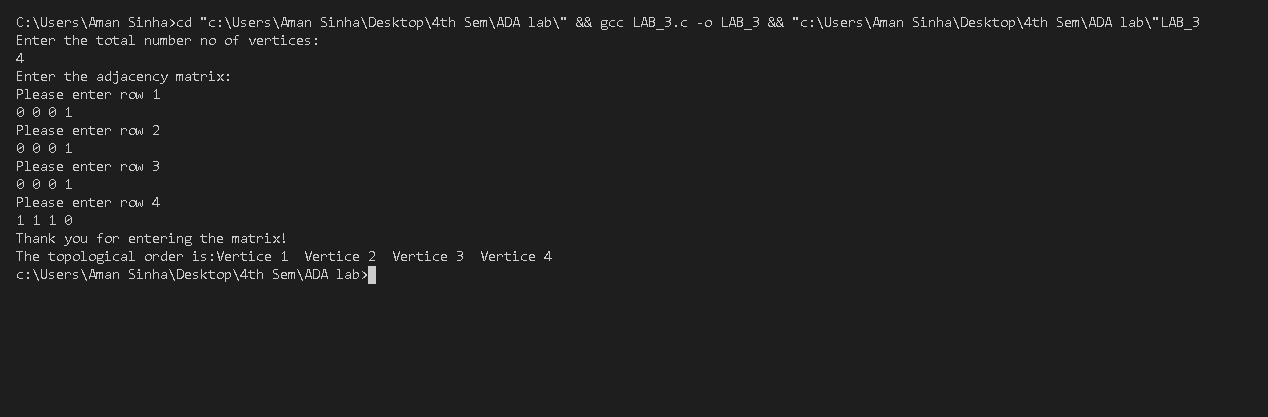 C:\Users\Aman Sinha>cd "c:\Users\Aman Sinha\Desktop\4th Sem\ADA lab\" && gcc LAB_3.c -o LAB_3 && "c:\Users\Aman Sinha\Desktop\4th Sem\ADA lab\"LAB_3
Enter the total number no of vertices:
4
Enter the adjacency matrix:
Please enter row 1
0 0 0 1
Please enter row 2
0 0 0 1
Please enter row 3
0 0 0 1
Please enter row 4
1 1 1 0
Thank you for entering the matrix!
The topological order is:Vertice 1  Vertice 2  Vertice 3  Vertice 4
c:\Users\Aman Sinha\Desktop\4th Sem\ADA lab>